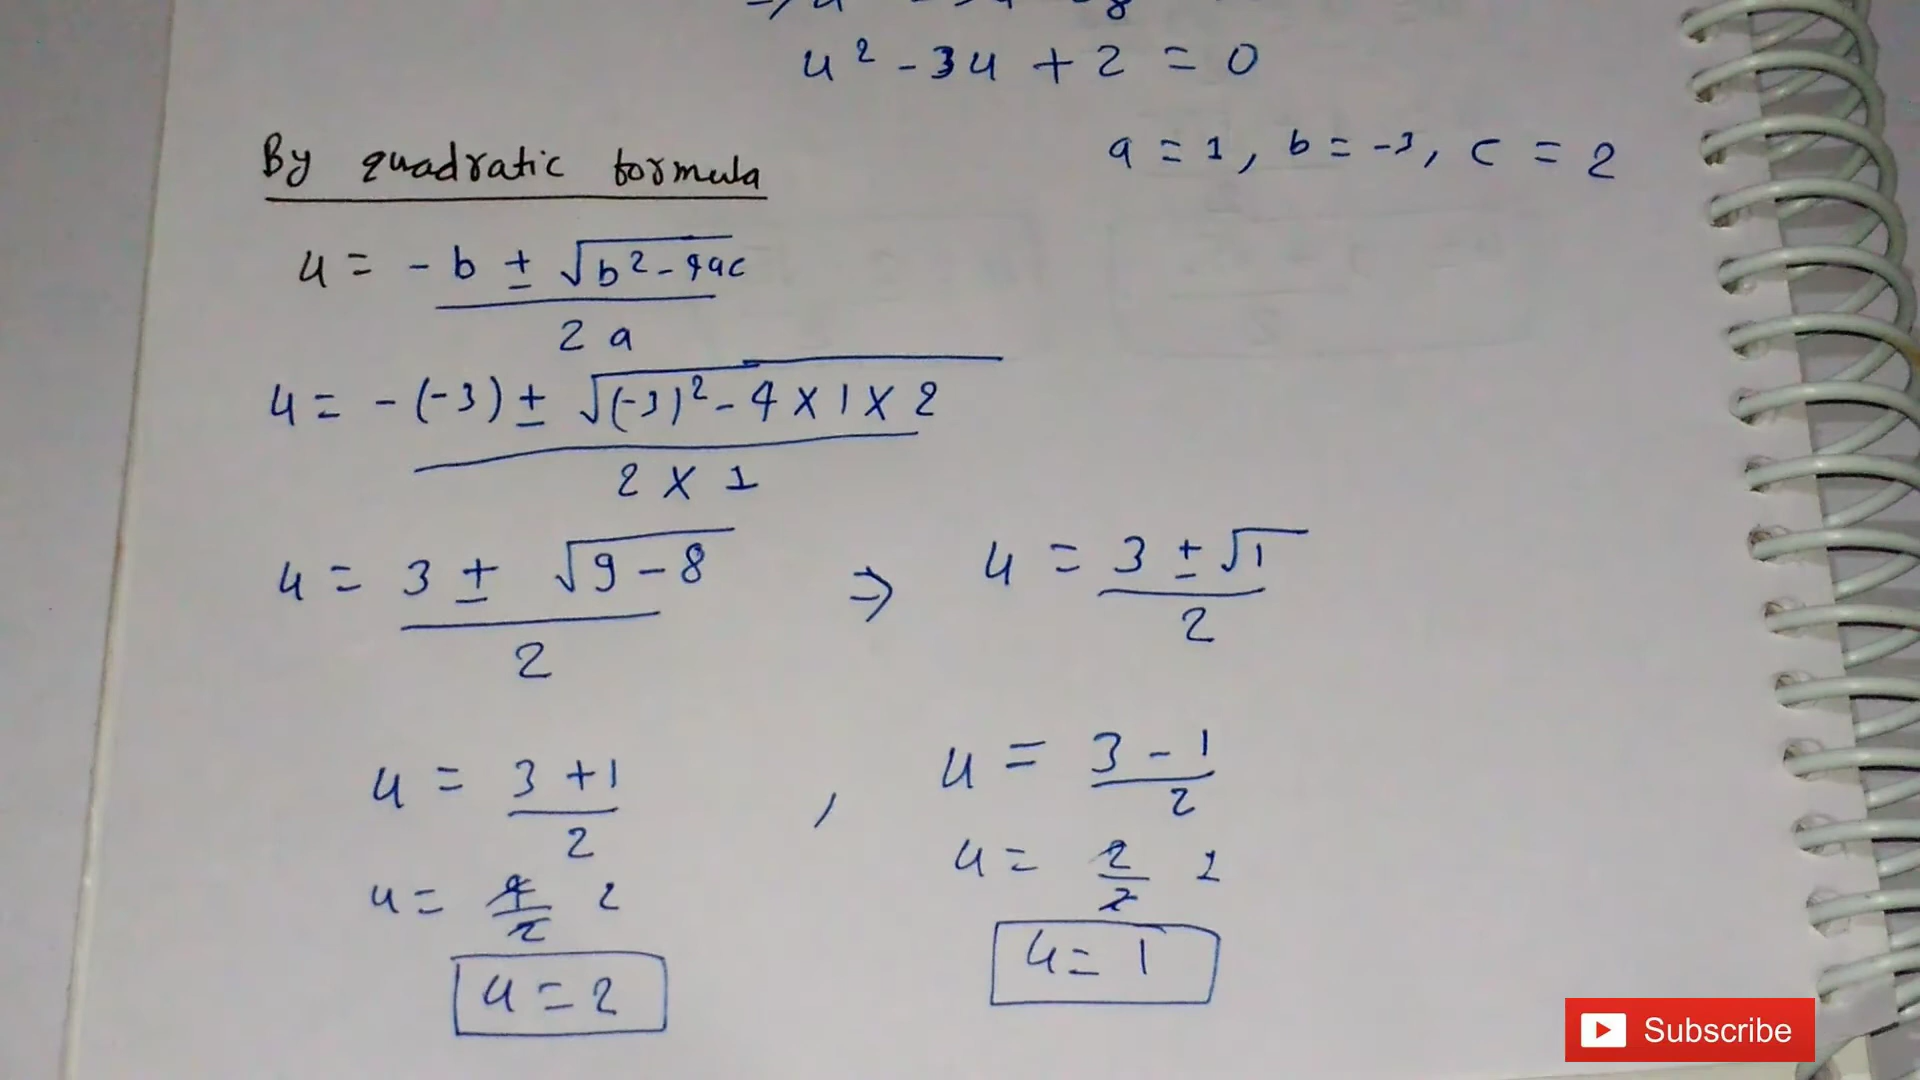 u² - 3u + 2 = 0
a = 1, b = -3, c = 2
By quadratic formula
u = -b ± √b² - 4ac
2a
u = -(-3) ± √(-3)² - 4 X 1 X 2
2 X 1
u = 3 ± √9 - 8 ⇒ u = 3 ± √1
2 2
u = 3 + 1 , u = 3 - 1
2 2
u = 4 2 u = 2 1
2 2
u = 2 u = 1
Subscribe